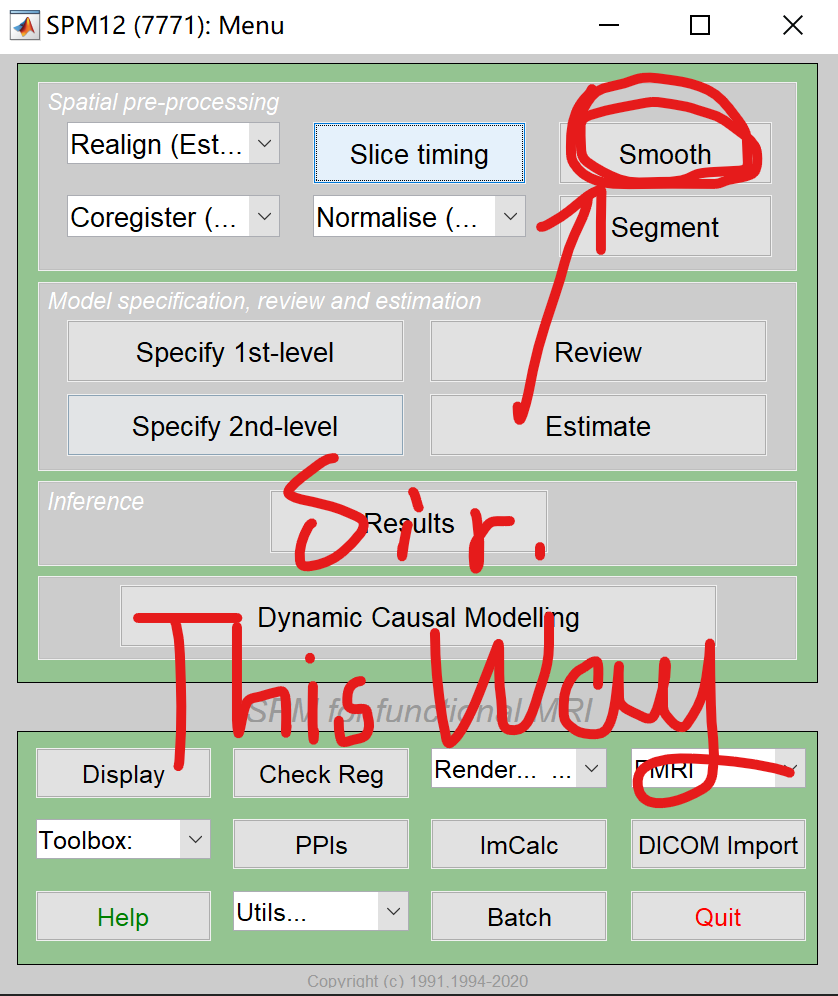 SPM12 (7771): Menu
Spatial pre-processing
Realign (Est... Slice timing Smooth
Coregister (... Normalise (... Segment
Model specification, review and estimation
Specify 1st-level Review
Specify 2nd-level Estimate
Inference
Results
Sir.
Dynamic Causal Modelling
This Way
SPM for functional MRI
Display Check Reg Render... ... FMRI
Toolbox: PPIs ImCalc DICOM Import
Help Utils... Batch Quit
Copyright (c) 1991,1994-2020